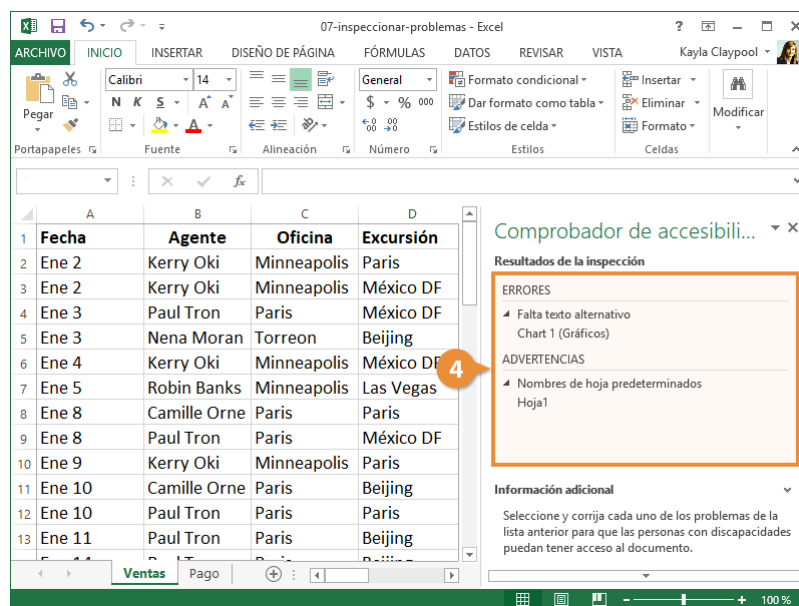 07-inspeccionar-problemas - Excel ?
ARCHIVO INICIO INSERTAR DISEÑO DE PÁGINA FÓRMULAS DATOS REVISAR VISTA Kayla Claypool
Calibri 14 General Formato condicional Insertar
Pegar N K S A A $ % 000 Dar formato como tabla Eliminar Modificar
Estilos de celda Formato
Portapapeles Fuente Alineación Número Estilos Celdas
fx
A B C D
1 Fecha Agente Oficina Excursión
2 Ene 2 Kerry Oki Minneapolis Paris
3 Ene 2 Kerry Oki Minneapolis México DF
4 Ene 3 Paul Tron Paris México DF
5 Ene 3 Nena Moran Torreon Beijing
6 Ene 4 Kerry Oki Minneapolis México DF
7 Ene 5 Robin Banks Minneapolis Las Vegas
8 Ene 8 Camille Orne Paris Paris
9 Ene 8 Paul Tron Paris México DF
10 Ene 9 Kerry Oki Minneapolis Paris
11 Ene 10 Camille Orne Paris Beijing
12 Ene 10 Paul Tron Paris Paris
13 Ene 11 Paul Tron Paris Beijing
Comprobador de accesibili...
Resultados de la inspección
ERRORES
Falta texto alternativo
Chart 1 (Gráficos)
ADVERTENCIAS
4
Nombres de hoja predeterminados
Hoja1
Información adicional
Seleccione y corrija cada uno de los problemas de la
lista anterior para que las personas con discapacidades
puedan tener acceso al documento.
Ventas Pago
100 %